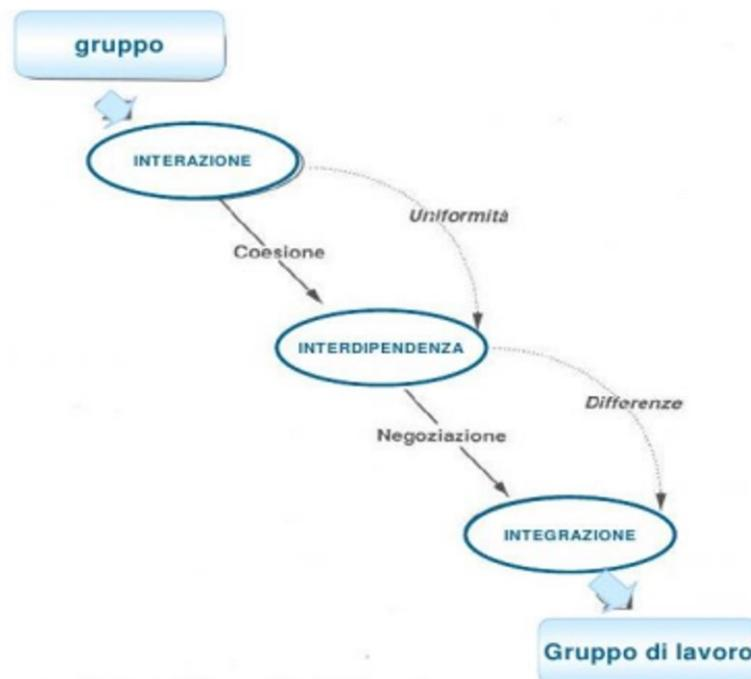 gruppo
INTERAZIONE
Uniformità
Coesione
INTERDIPENDENZA
Differenze
Negoziazione
INTEGRAZIONE
Gruppo di lavoro